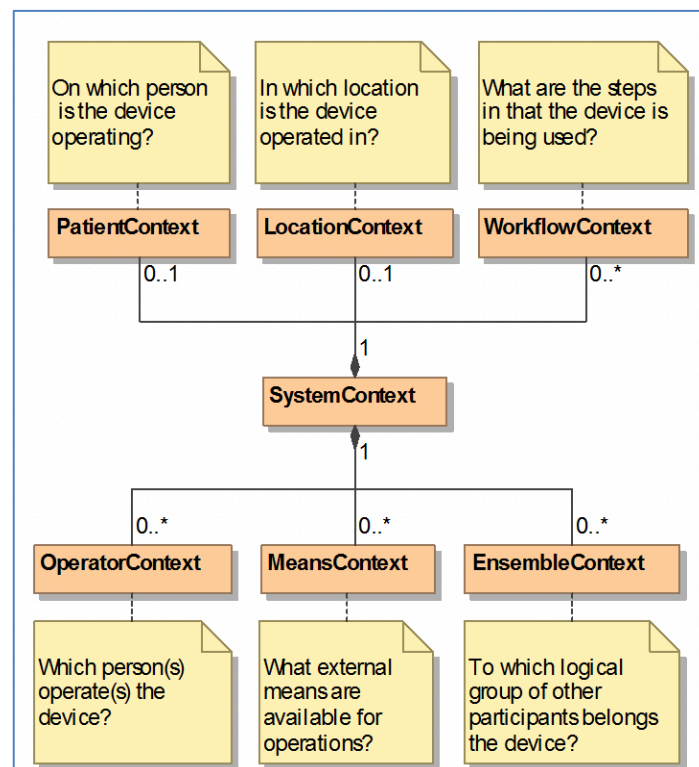 On which person
is the device
operating?
In which location
is the device
operated in?
What are the steps
in that the device is
being used?
PatientContext
LocationContext
WorkflowContext
0..1
0..1
0..*
1
SystemContext
1
0..*
0..*
0..*
OperatorContext
MeansContext
EnsembleContext
Which person(s)
operate(s) the
device?
What external
means are
available for
operations?
To which logical
group of other
participants belongs
the device?